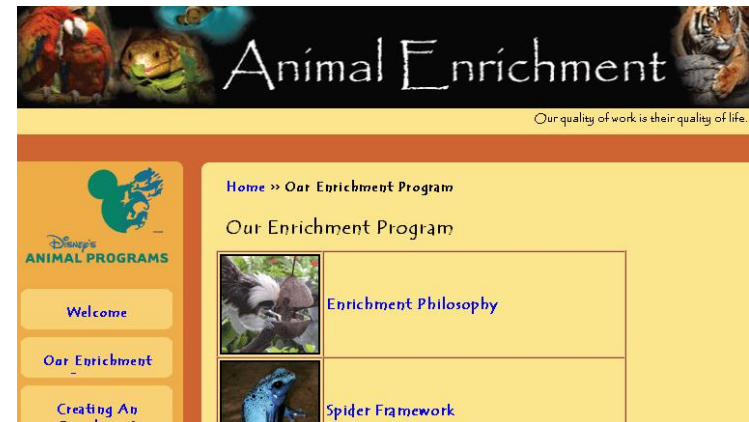 Animal Enrichment
Our quality of work is their quality of life.
Home » Our Enrichment Program
Our Enrichment Program
Disney's
ANIMAL PROGRAMS
Welcome
Our Enrichment
Creating An
Enrichment Philosophy
Spider Framework